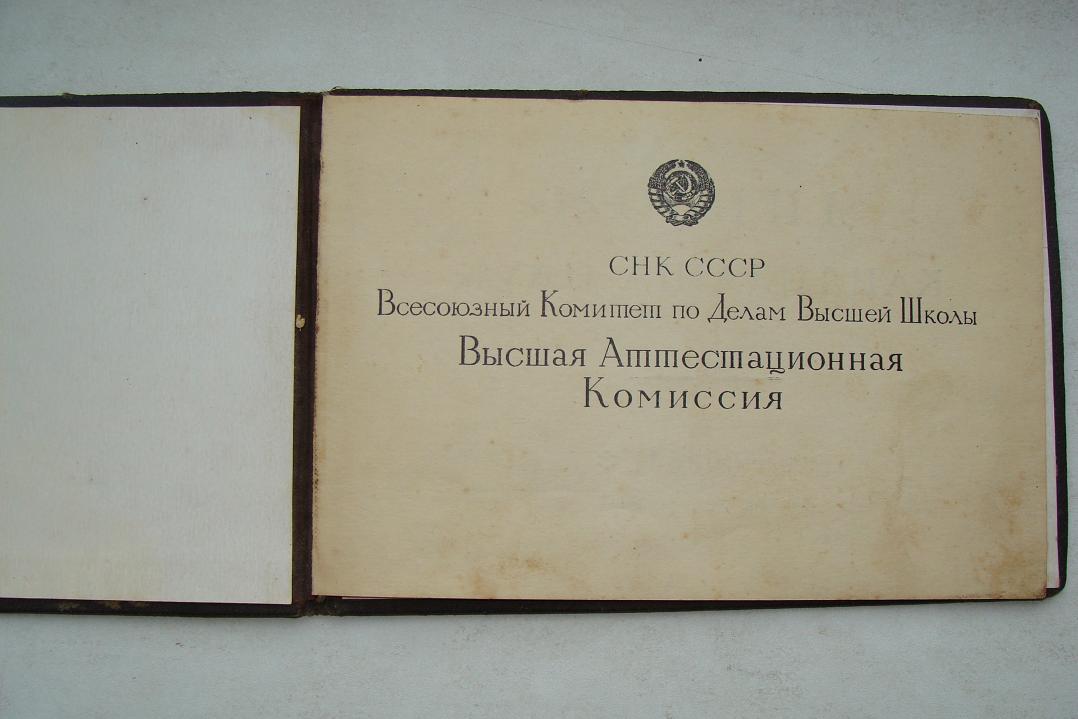 СНК СССР
Всесоюзный Комитет по Делам Высшей Школы
Высшая Аттестационная
Комиссия